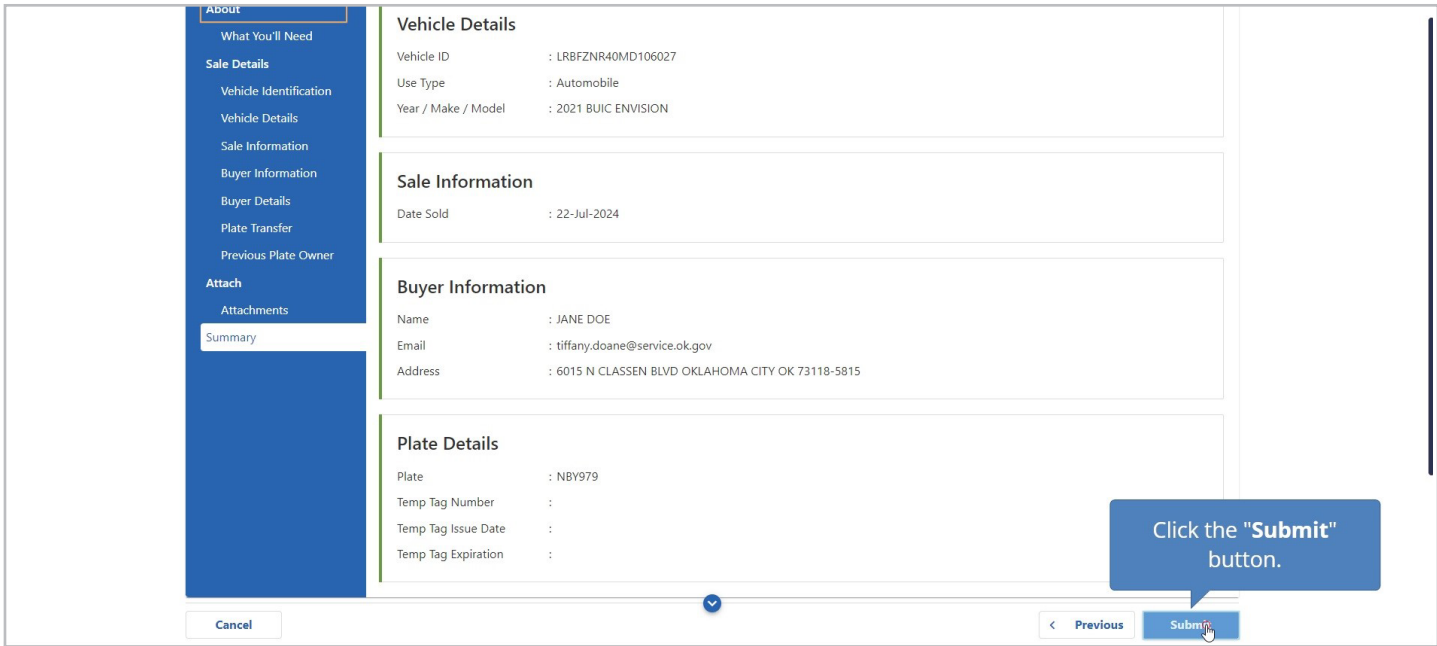 About
What You'll Need
Sale Details
Vehicle Identification
Vehicle Details
Sale Information
Buyer Information
Buyer Details
Plate Transfer
Previous Plate Owner
Attach
Attachments
Summary
Vehicle Details
Vehicle ID : LRBFZNR40MD106027
Use Type : Automobile
Year / Make / Model : 2021 BUIC ENVISION
Sale Information
Date Sold : 22-Jul-2024
Buyer Information
Name : JANE DOE
Email : tiffany.doane@service.ok.gov
Address : 6015 N CLASSEN BLVD OKLAHOMA CITY OK 73118-5815
Plate Details
Plate : NBY979
Temp Tag Number :
Temp Tag Issue Date :
Temp Tag Expiration :
Click the "Submit"
button.
Cancel
< Previous
Submit